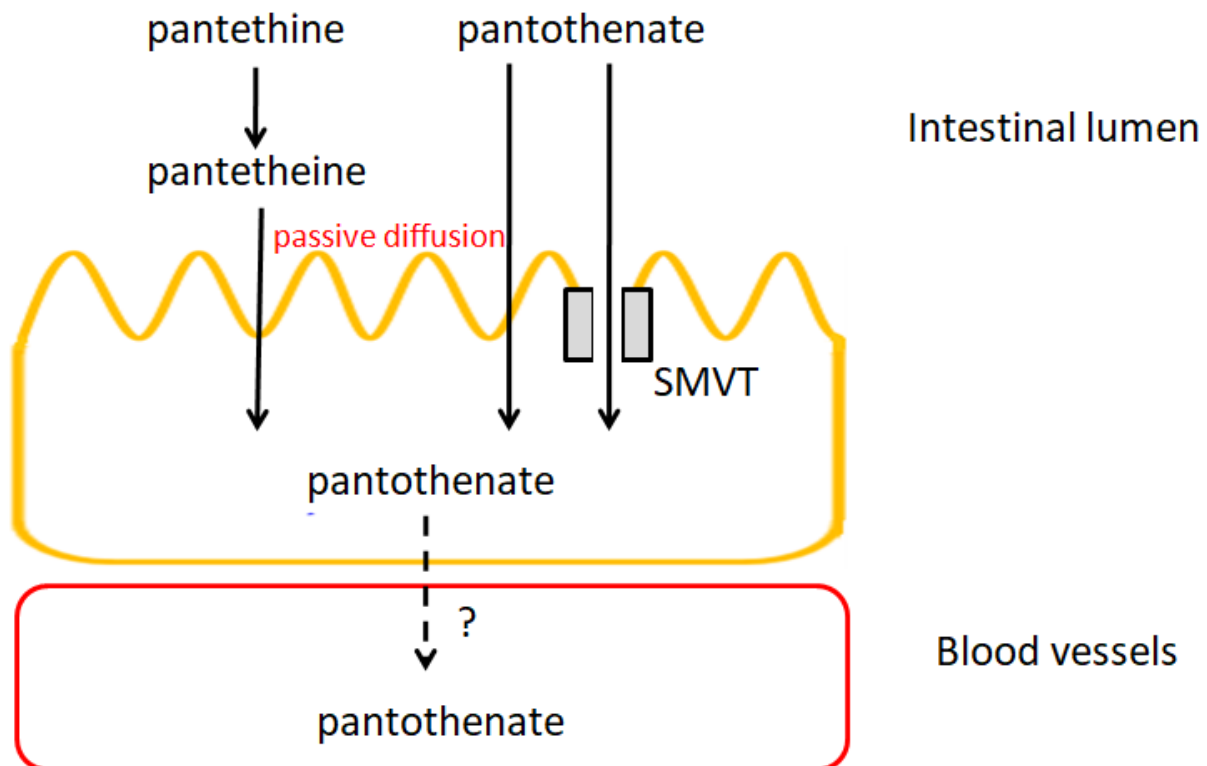 pantethine
pantothenate
Intestinal lumen
pantetheine
passive diffusion
SMVT
pantothenate
?
Blood vessels
pantothenate